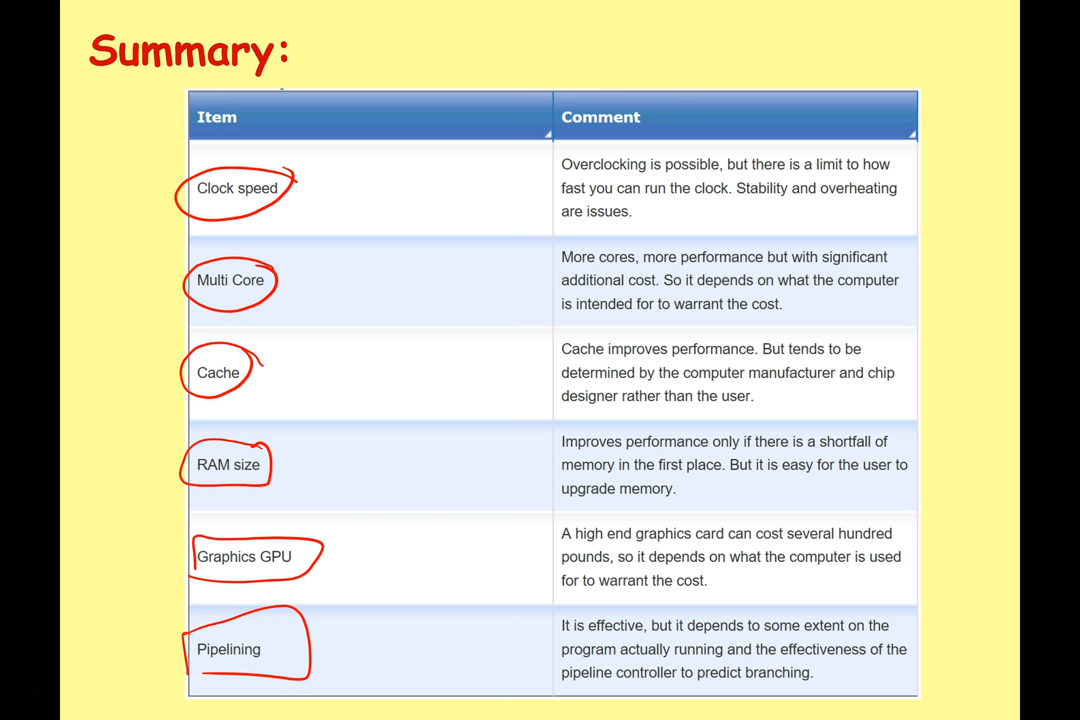 Summary:
Item
Comment
Clock speed
Overclocking is possible, but there is a limit to how
fast you can run the clock. Stability and overheating
are issues.
Multi Core
More cores, more performance but with significant
additional cost. So it depends on what the computer
is intended for to warrant the cost.
Cache
Cache improves performance. But tends to be
determined by the computer manufacturer and chip
designer rather than the user.
RAM size
Improves performance only if there is a shortfall of
memory in the first place. But it is easy for the user to
upgrade memory.
Graphics GPU
A high end graphics card can cost several hundred
pounds, so it depends on what the computer is used
for to warrant the cost.
Pipelining
It is effective, but it depends to some extent on the
program actually running and the effectiveness of the
pipeline controller to predict branching.